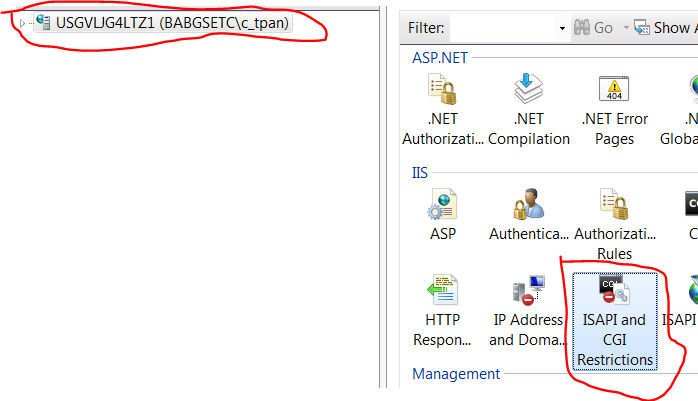 USGVLJG4LTZ1 (BABGSETC\c_tpan)
Filter:
Go
Show A
ASP.NET
.NET Authorizati...
.NET Compilation
.NET Error Pages
404
.N
Globa
IIS
ASP
Authentica...
Authorizati... Rules
C
HTTP Respon...
IP Address and Doma...
ISAPI and CGI Restrictions
ISAPI
Management